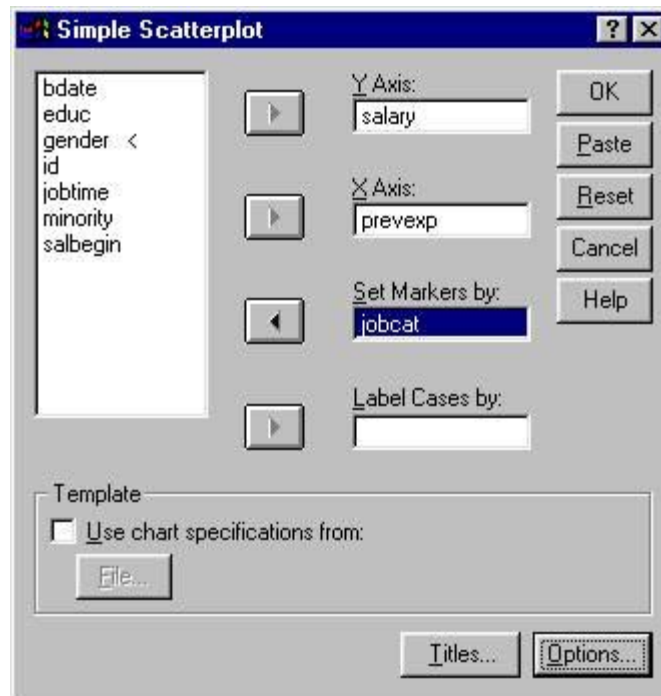 Simple Scatterplot
bdate
educ
gender <
id
jobtime
minority
salbegin
Y Axis:
salary
X Axis:
prevexp
Set Markers by:
jobcat
Label Cases by:
OK
Paste
Reset
Cancel
Help
Template
Use chart specifications from:
File...
Titles...
Options...